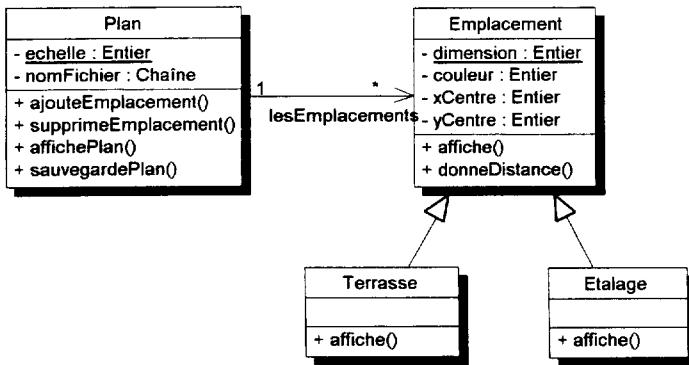 Plan
- echelle : Entier
- nomFichier : Chaîne
+ ajouteEmplacement()
+ supprimeEmplacement()
+ affichePlan()
+ sauvegardePlan()
1
*
lesEmplacements
Emplacement
- dimension : Entier
- couleur : Entier
- xCentre : Entier
- yCentre : Entier
+ affiche()
+ donneDistance()
Terrasse
+ affiche()
Etalage
+ affiche()